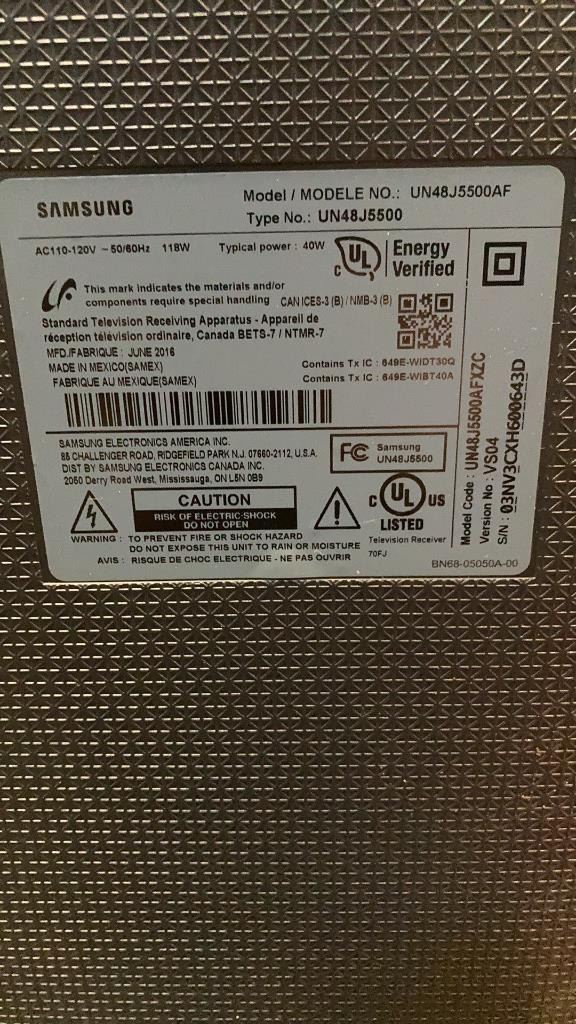 SAMSUNG
Model / MODELE NO.: UN48J5500AF
Type No.: UN48J5500
AC110-120V ~ 50/60Hz 118W Typical power : 40W
C UL Energy Verified
This mark indicates the materials and/or
components require special handling CAN ICES-3 (B) / NMB-3 (B)
Standard Television Receiving Apparatus - Appareil de
réception télévision ordinaire, Canada BETS-7 / NTMR-7
MFD./FABRIQUE : JUNE 2016
MADE IN MEXICO(SAMEX)
FABRIQUE AU MEXIQUE(SAMEX)
Contains Tx IC : 649E-WIDT30Q
Contains Tx IC : 649E-WIBT40A
SAMSUNG ELECTRONICS AMERICA INC.
85 CHALLENGER ROAD, RIDGEFIELD PARK N.J. 07660-2112, U.S.A.
DIST BY SAMSUNG ELECTRONICS CANADA INC.
2050 Derry Road West, Mississauga, ON L5N 0B9
FC Samsung
UN48J5500
CAUTION
RISK OF ELECTRIC-SHOCK
DO NOT OPEN
C UL US
LISTED
Television Receiver
70FJ
WARNING : TO PREVENT FIRE OR SHOCK HAZARD
DO NOT EXPOSE THIS UNIT TO RAIN OR MOISTURE
AVIS : RISQUE DE CHOC ELECTRIQUE - NE PAS OUVRIR
Model Code : UN48J5500AFXZC
Version No : VS04
S/N : 03NV3CXH600643D
BN68-05050A-00